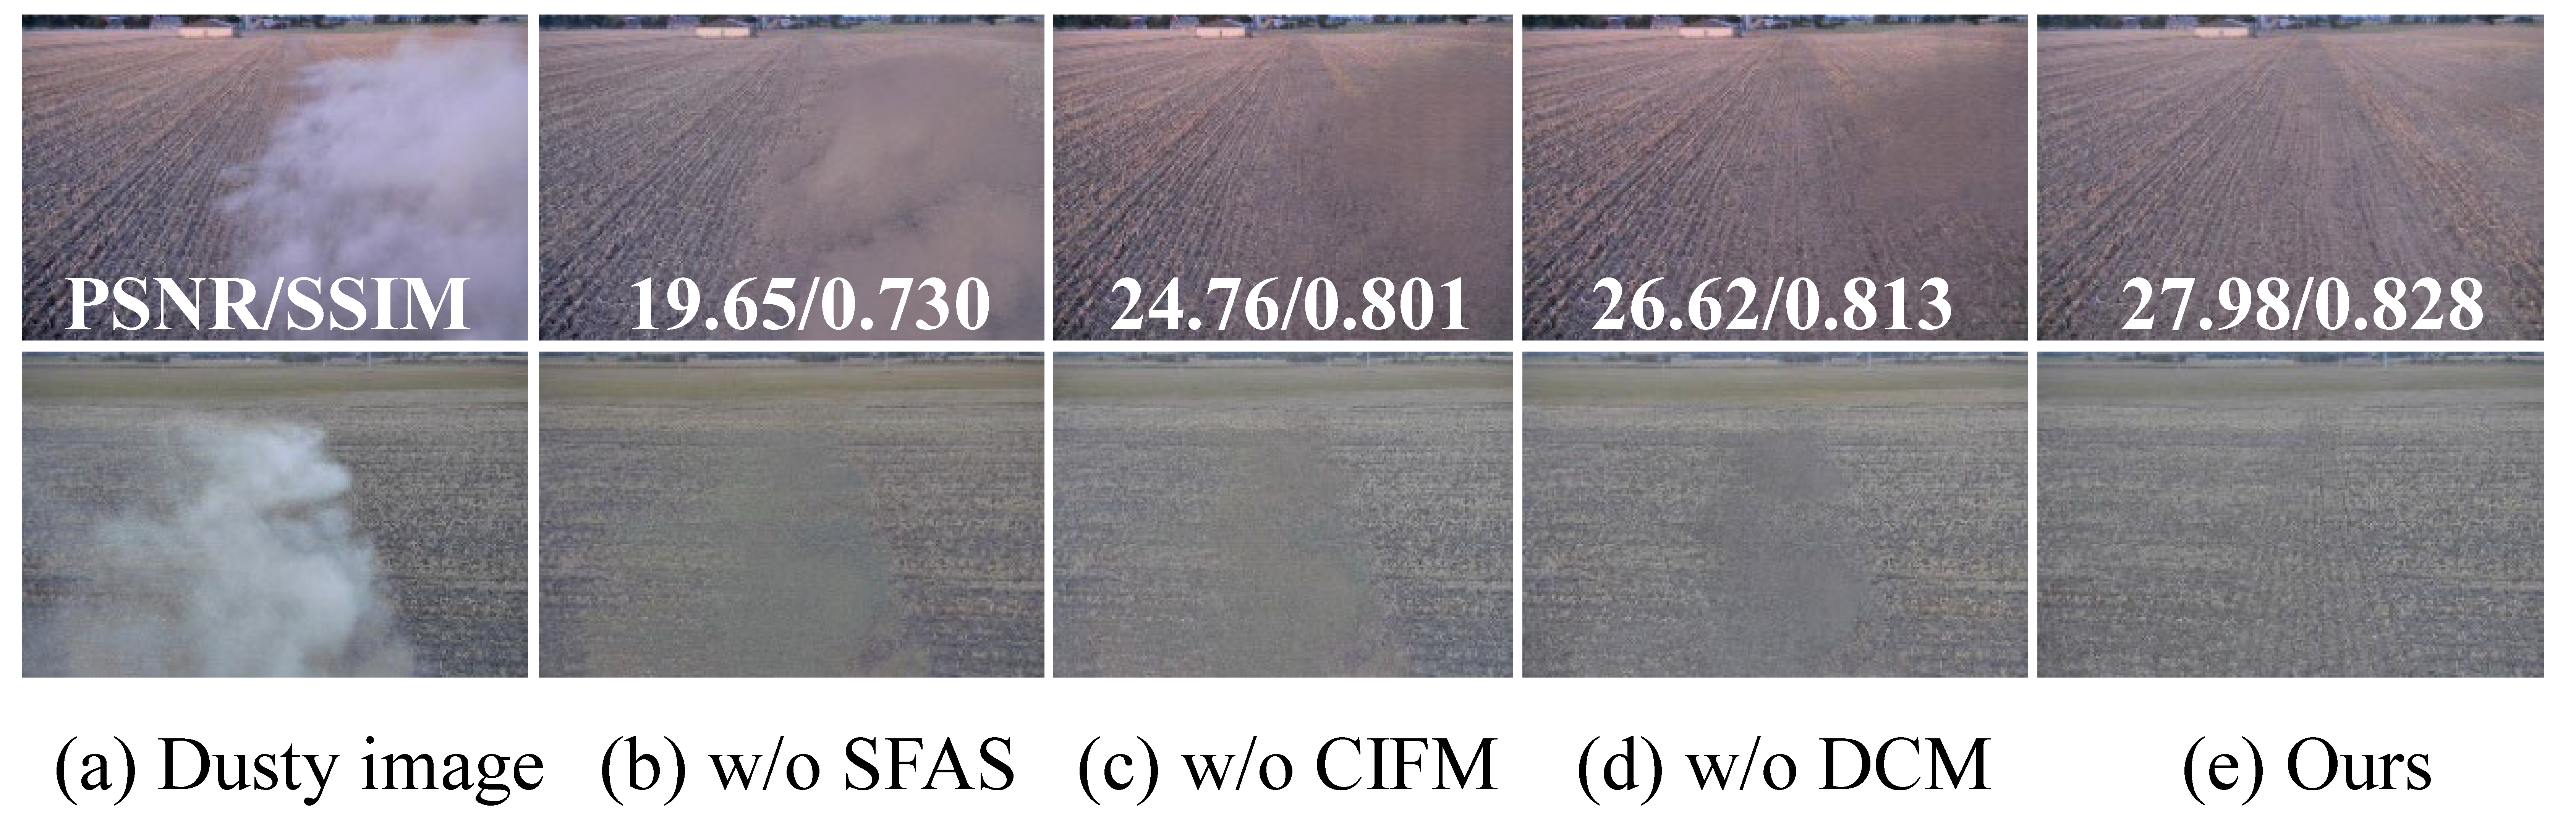 PSNR/SSIM 19.65/0.730 24.76/0.801 26.62/0.813 27.98/0.828
(a) Dusty image (b) w/o SFAS (c) w/o CIFM (d) w/o DCM (e) Ours